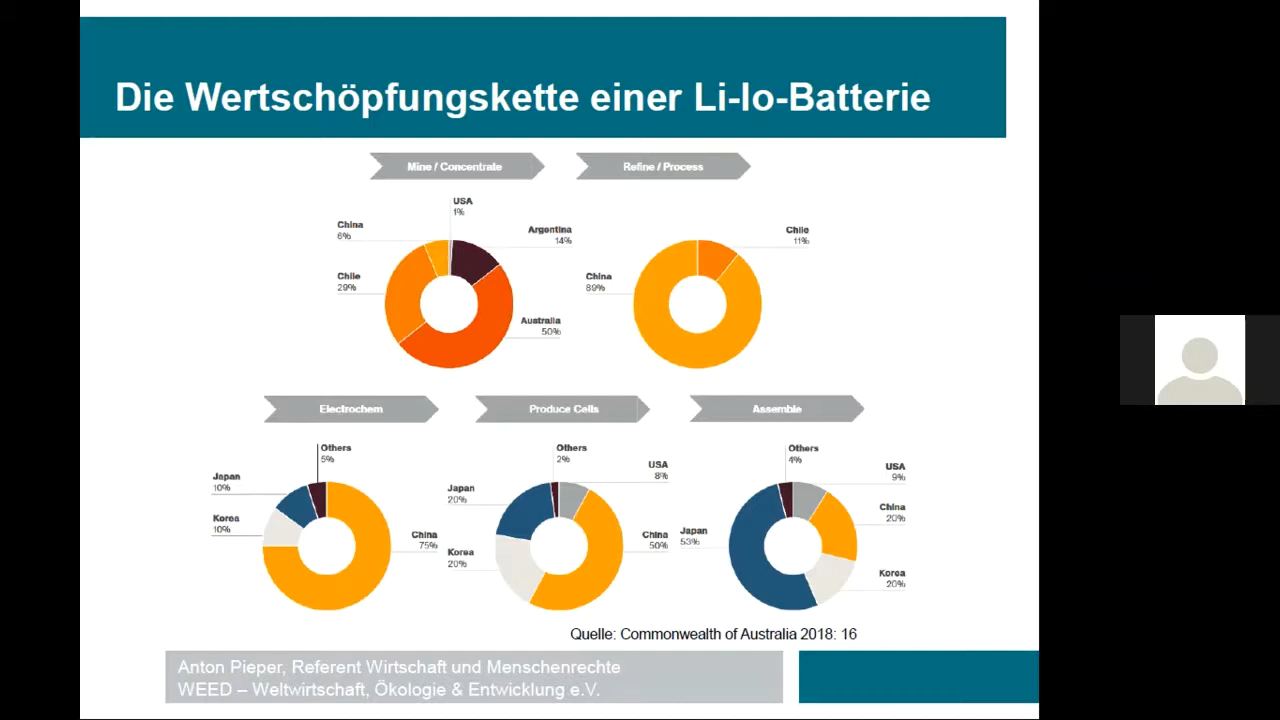 Die Wertschöpfungskette einer Li-Io-Batterie
Mine / Concentrate
Refine / Process
USA
1%
China
6%
Argentina
14%
Chile
29%
Australia
50%
Chile
11%
China
89%
Electrochem
Produce Cells
Assemble
Others
5%
Japan
10%
Korea
10%
China
75%
Others
2%
USA
8%
Japan
20%
China
50%
Korea
20%
Others
4%
USA
9%
China
20%
Japan
53%
Korea
20%
Quelle: Commonwealth of Australia 2018: 16
Anton Pieper, Referent Wirtschaft und Menschenrechte
WEED – Weltwirtschaft, Ökologie & Entwicklung e.V.